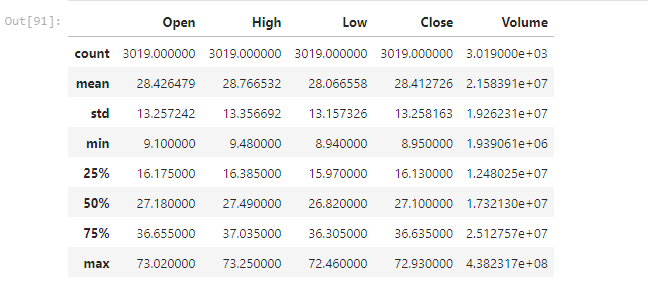 Out[91]:
Open High Low Close Volume
count 3019.000000 3019.000000 3019.000000 3019.000000 3.019000e+03
mean 28.426479 28.766532 28.066558 28.412726 2.158391e+07
std 13.257242 13.356692 13.157326 13.258163 1.926231e+07
min 9.100000 9.480000 8.940000 8.950000 1.939061e+06
25% 16.175000 16.385000 15.970000 16.130000 1.248025e+07
50% 27.180000 27.490000 26.820000 27.100000 1.732130e+07
75% 36.655000 37.035000 36.305000 36.635000 2.512757e+07
max 73.020000 73.250000 72.460000 72.930000 4.382317e+08